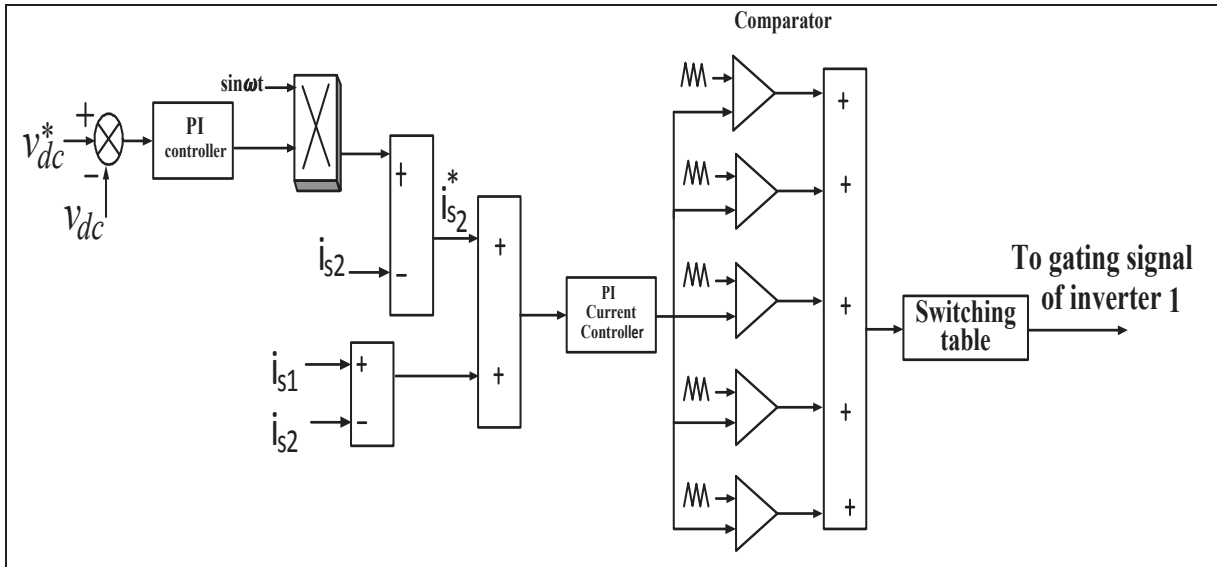 Comparator
sinωt
+
v*dc
−
vdc
PI
controller
+
i*s2
is2
−
+
+
is1
+
is2
−
PI
Current
Controller
+
+
+
+
+
Switching
table
To gating signal
of inverter 1